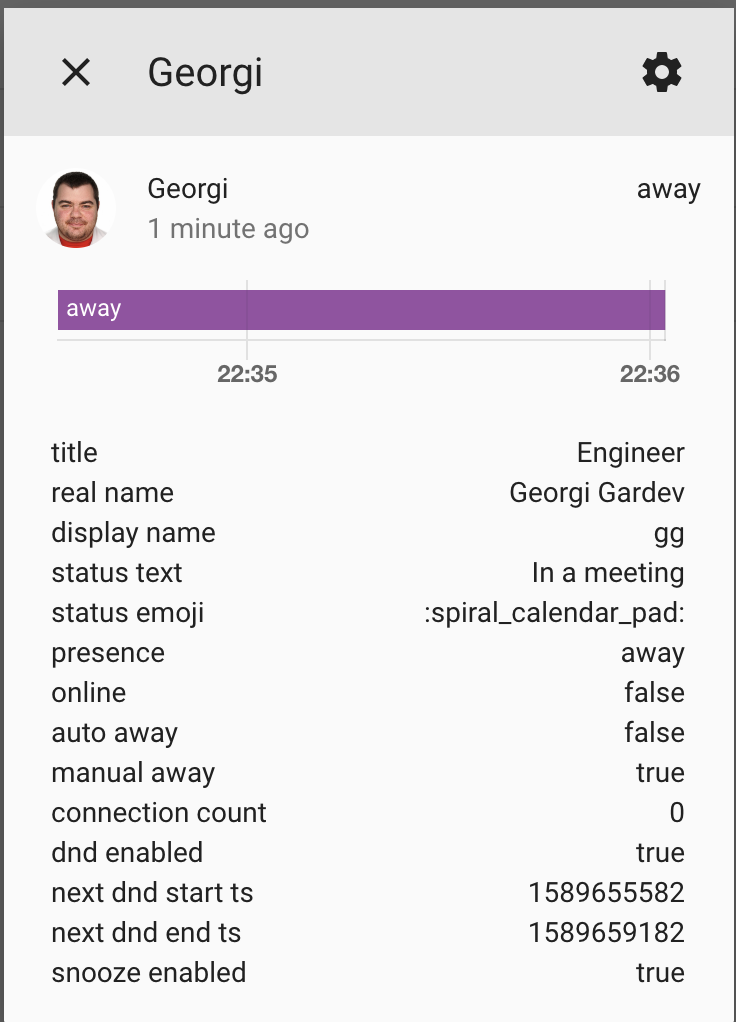 Georgi
Georgi away
1 minute ago
away
22:35 22:36
title Engineer
real name Georgi Gardev
display name gg
status text In a meeting
status emoji :spiral_calendar_pad:
presence away
online false
auto away false
manual away true
connection count 0
dnd enabled true
next dnd start ts 1589655582
next dnd end ts 1589659182
snooze enabled true